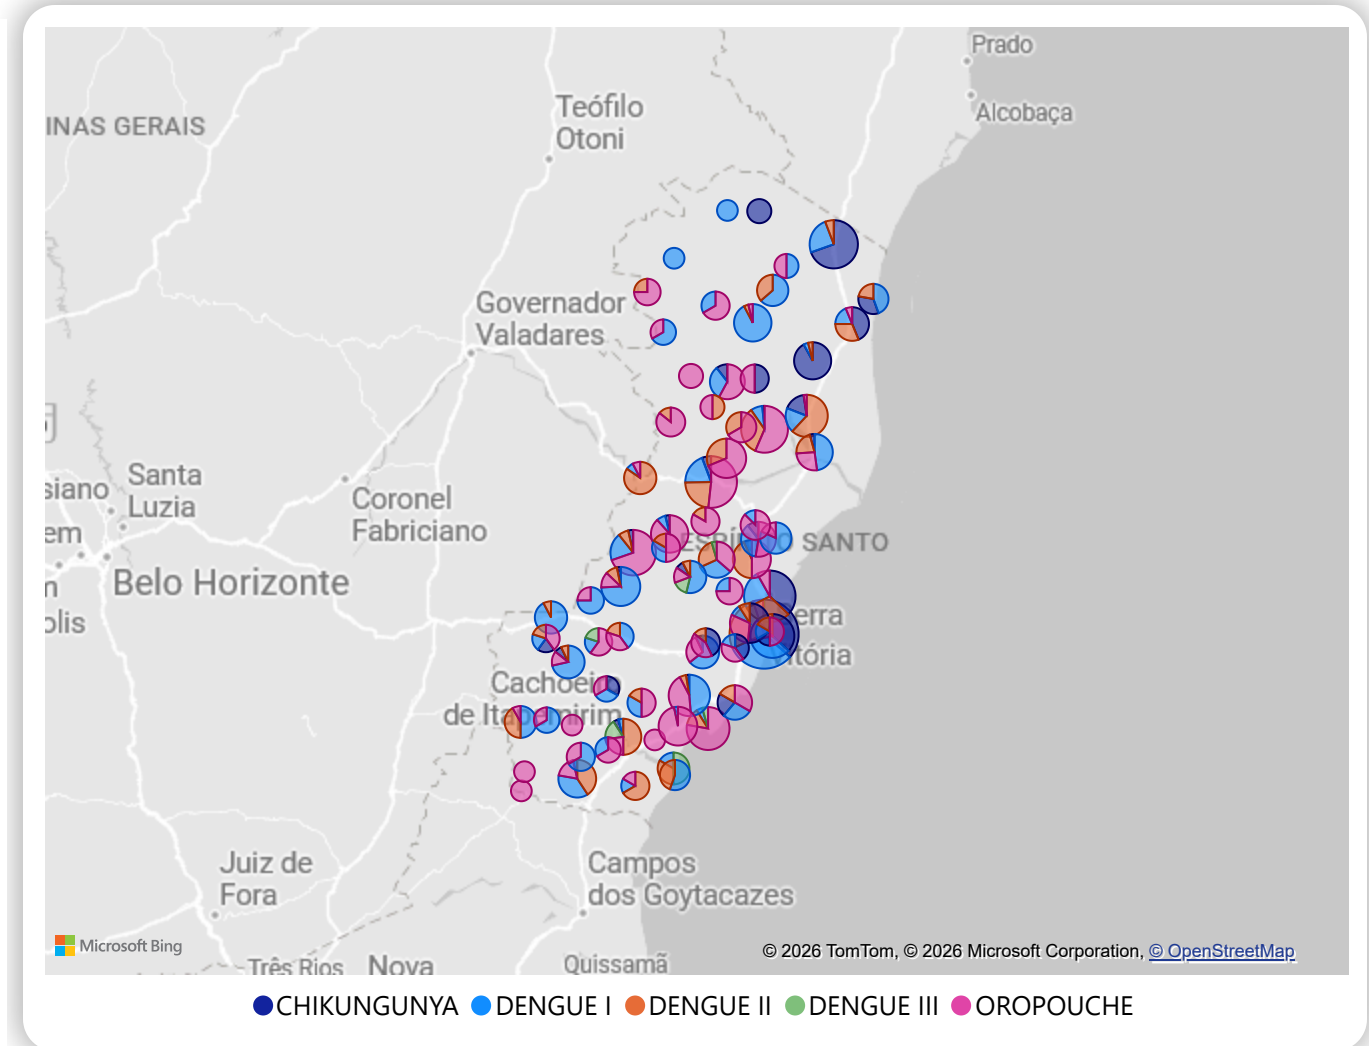 Prado
Alcobaça
Teófilo
Otoni
INAS GERAIS
Governador
Valadares
Santa
Luzia
siano
Coronel
Fabriciano
em
SANTO
Belo Horizonte
n
olis
erra
tória
Cachoei
de Ita
mirim
Juiz de
Fora
Campos
dos Goytacazes
Três Rios
Nova
Quissamã
Microsoft Bing
© 2026 TomTom, © 2026 Microsoft Corporation, © OpenStreetMap
CHIKUNGUNYA DENGUE I DENGUE II DENGUE III OROPOUCHE